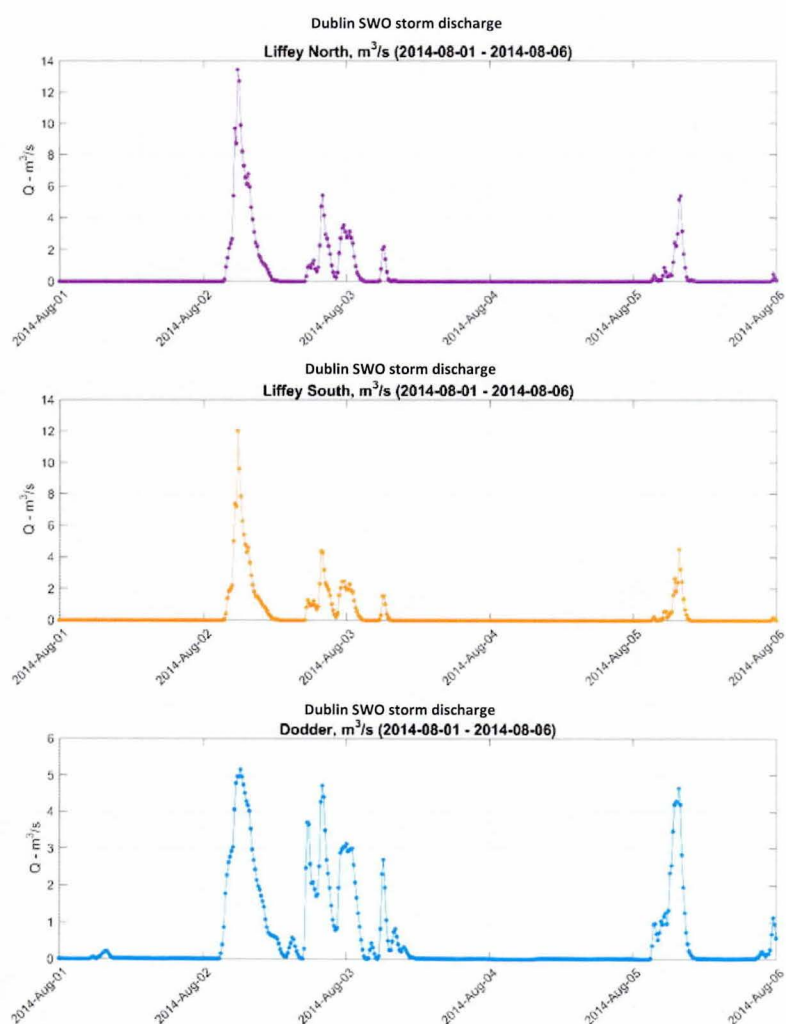 Dublin SWO storm discharge
Liffey North, m³/s (2014-08-01 - 2014-08-06)
14
12
10
8
6
4
2
0
Q - m³/s
2014-Aug-01
2014-Aug-02
2014-Aug-03
2014-Aug-04
2014-Aug-05
2014-Aug-06
Dublin SWO storm discharge
Liffey South, m³/s (2014-08-01 - 2014-08-06)
14
12
10
8
6
4
2
0
Q - m³/s
2014-Aug-01
2014-Aug-02
2014-Aug-03
2014-Aug-04
2014-Aug-05
2014-Aug-06
Dublin SWO storm discharge
Dodder, m³/s (2014-08-01 - 2014-08-06)
6
5
4
3
2
1
0
Q - m³/s
2014-Aug-01
2014-Aug-02
2014-Aug-03
2014-Aug-04
2014-Aug-05
2014-Aug-06